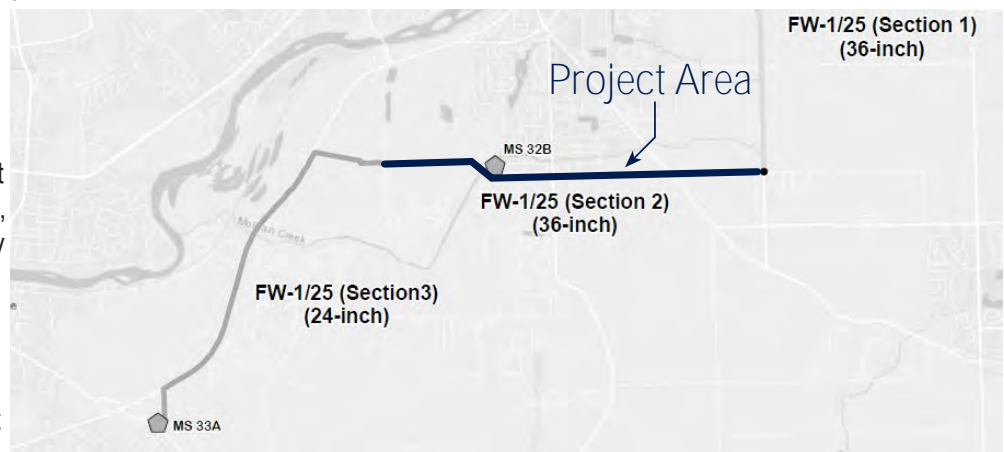 FW-1/25 (Section 1)
(36-inch)
Project Area
MS 32B
t
,
FW-1/25 (Section 2)
(36-inch)
y
Creek
FW-1/25 (Section3)
(24-inch)
e
MS 33A
t